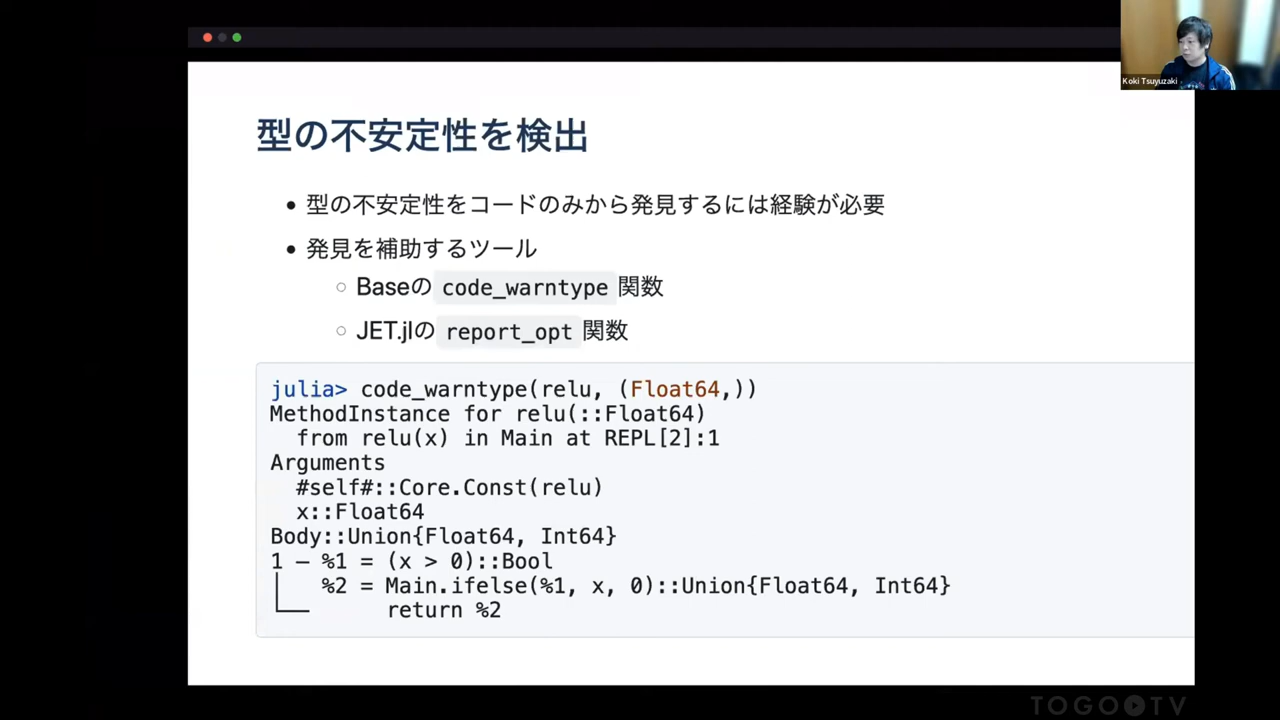 Koki Tsuyuzaki
型の不安定性を検出
• 型の不安定性をコードのみから発見するには経験が必要
• 発見を補助するツール
○ Baseの code_warntype 関数
○ JET.jlの report_opt 関数
julia> code_warntype(relu, (Float64,))
MethodInstance for relu(::Float64)
  from relu(x) in Main at REPL[2]:1
Arguments
  #self#::Core.Const(relu)
  x::Float64
Body::Union{Float64, Int64}
1 ─ %1 = (x > 0)::Bool
│   %2 = Main.ifelse(%1, x, 0)::Union{Float64, Int64}
└──      return %2
TOGO TV